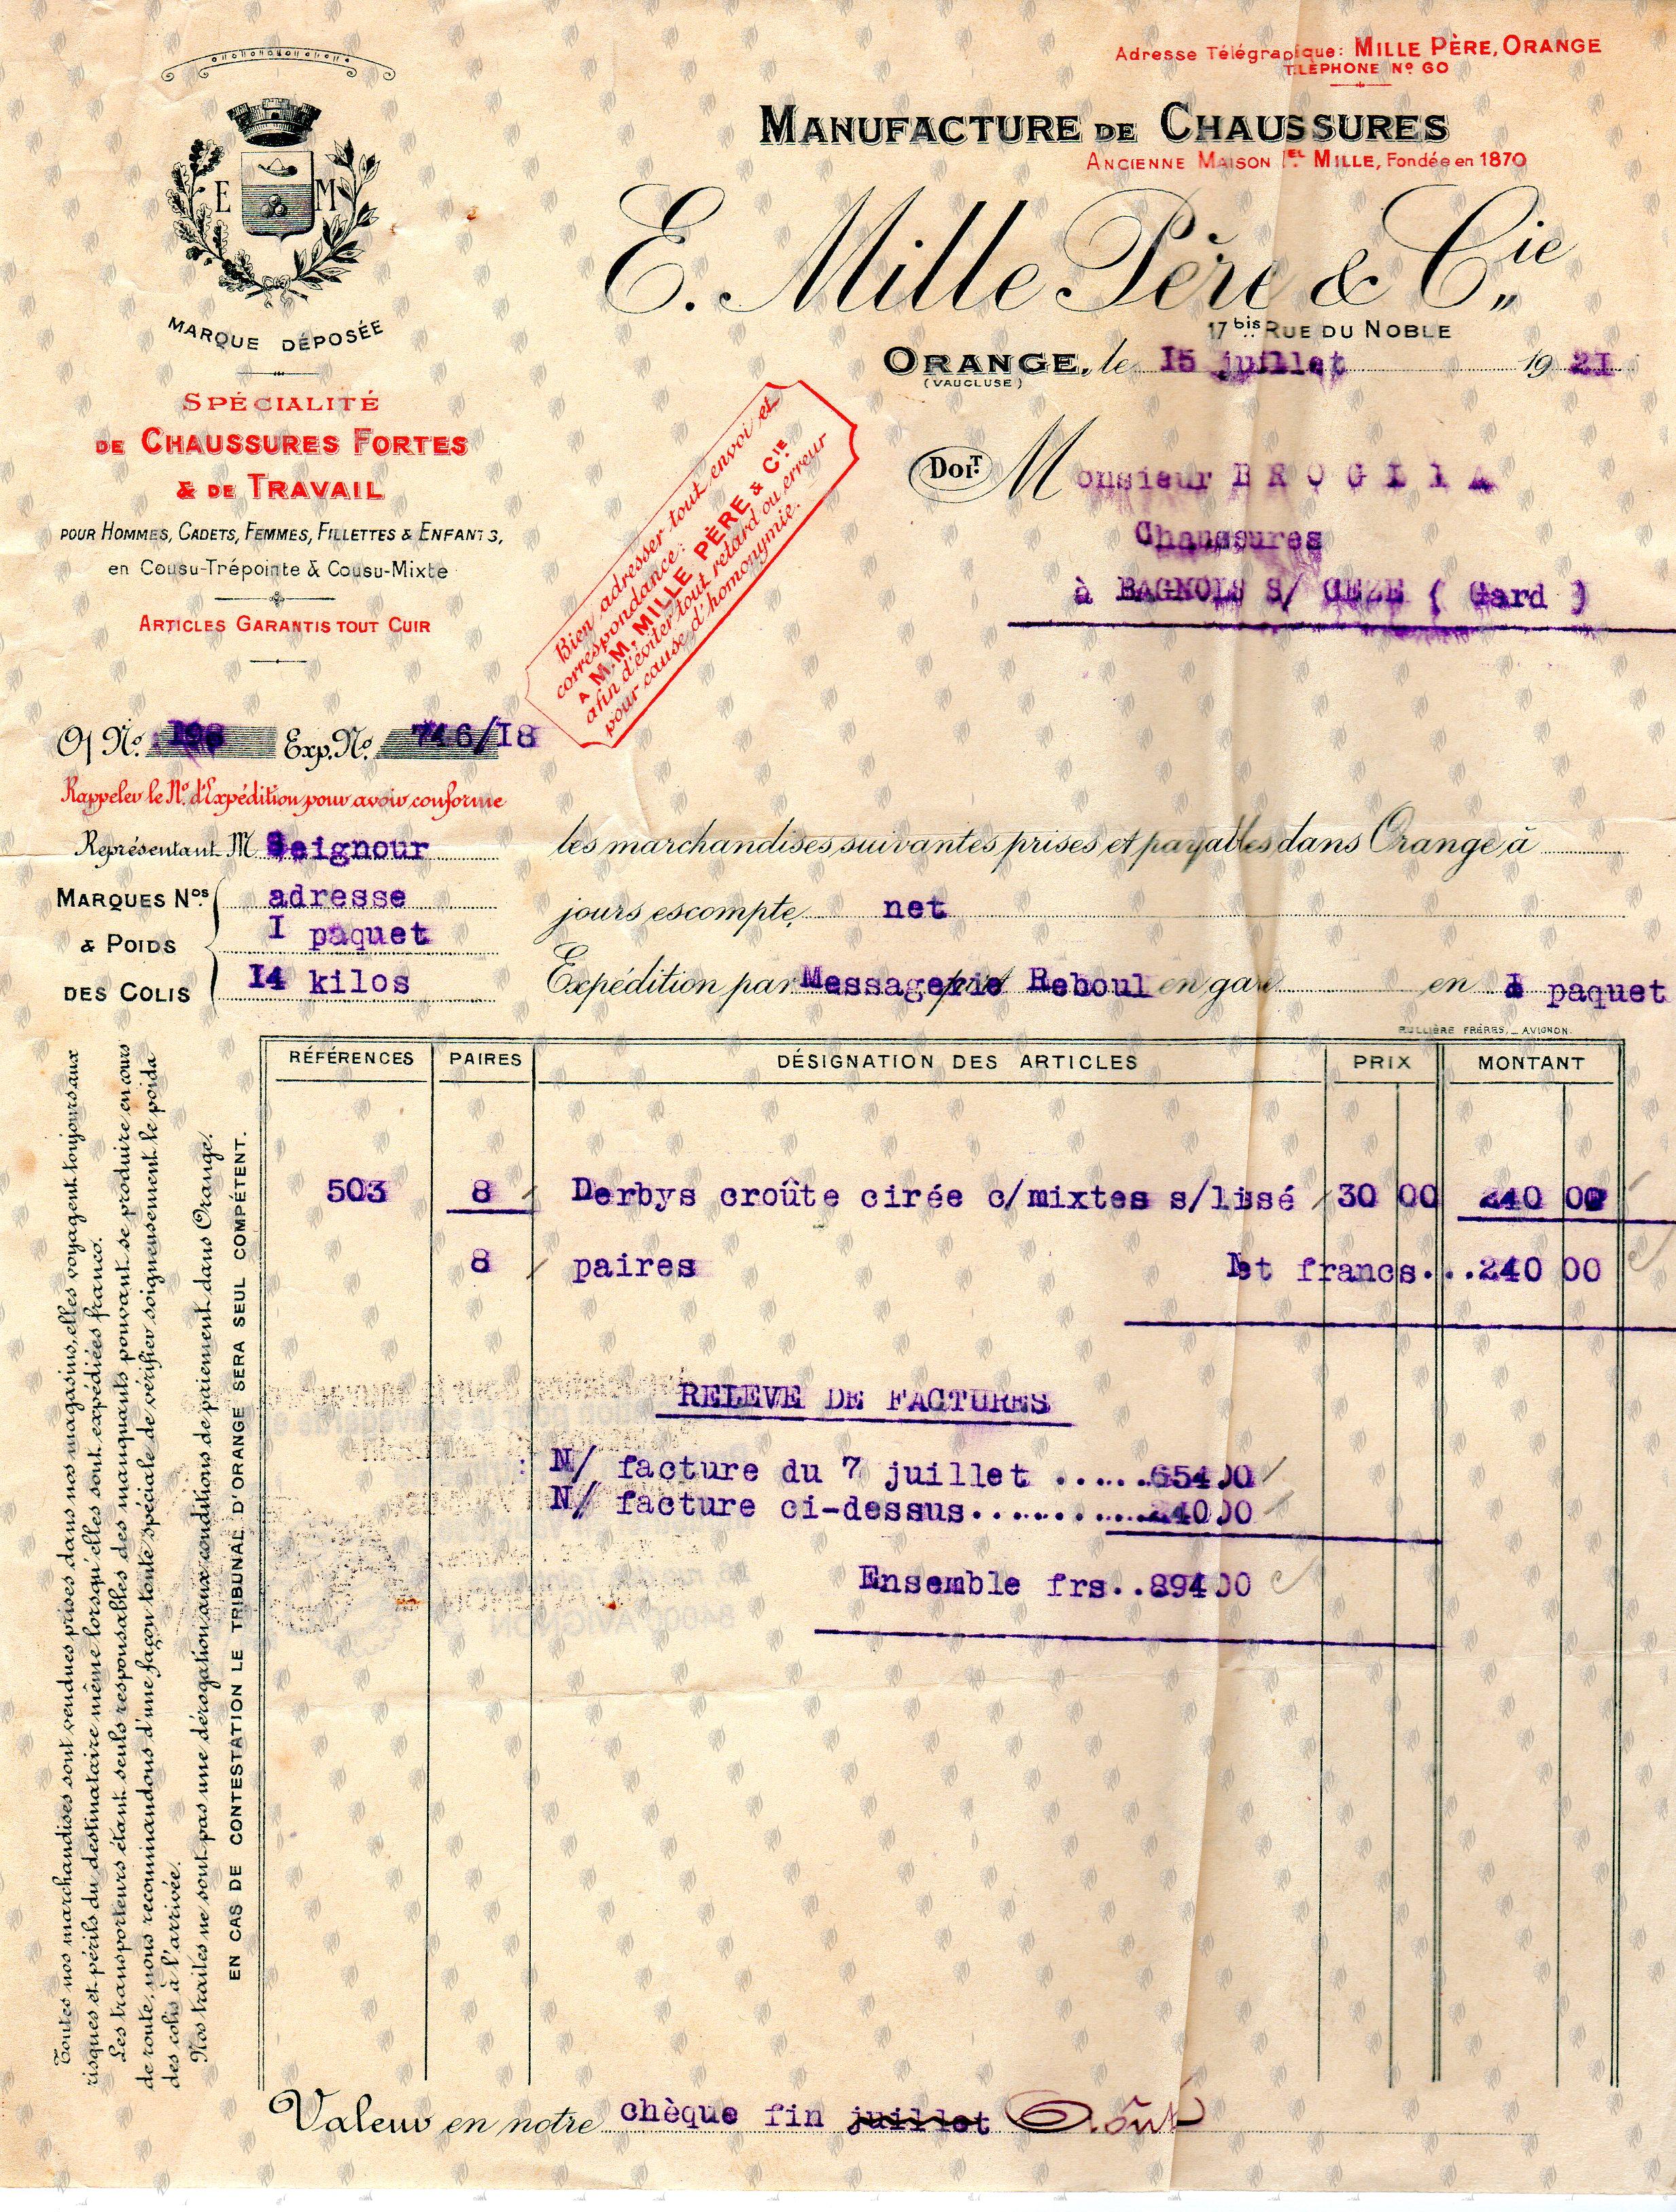 Adresse Télégrapique: MILLE PÈRE, ORANGE
TÉLÉPHONE Nº 60
MANUFACTURE DE CHAUSSURES
ANCIENNE MAISON MILLE, Fondée en 1870
E. Mille Père & Cie
17 bis RUE DU NOBLE
ORANGE, le 15 juillet 1921
(VAUCLUSE)
E M
MARQUE DÉPOSÉE
SPÉCIALITÉ
DE CHAUSSURES FORTES
& DE TRAVAIL
POUR HOMMES, CADETS, FEMMES, FILLETTES & ENFANTS,
en Cousu-Trépointe & Cousu-Mixte
ARTICLES GARANTIS TOUT CUIR
Bien adresser tout envoi et
correspondance:
A M.M. MILLE PÈRE & CIE
afin d'éviter tout retard ou erreur
pour cause d'homonymie.
DOIT Monsieur BROGLIA
Chaussures
à BAGNOLS S/ CEZE ( Gard )
O/ Nº: Exp. Nº 746/18
Rappeler le Nº d'Expédition pour avoir conforme
Représentant M Seignour
MARQUES Nos adresse
& POIDS I paquet
DES COLIS 14 kilos
les marchandises suivantes prises et payables dans Orange à
jours escompte net
Expédition par Messagerie Reboul en gare en I paquet
RULLIÈRE FRÈRES, _ AVIGNON.
RÉFÉRENCES PAIRES DÉSIGNATION DES ARTICLES PRIX MONTANT
503 8 Derbys croûte cirée c/mixtes s/lissé 30 00 240 00
8 paires Net francs...240 00
RELEVE DE FACTURES
N/ facture du 7 juillet ......654 00
N/ facture ci-dessus...........240 00
Ensemble frs..894 00
Toutes nos marchandises sont vendues prises dans nos magasins, elles voyagent toujours aux
risques et périls du destinataire même lorsqu'elles sont expédiées franco.
Les transporteurs étant seuls responsables des manquants pouvant se produire en cours
de route, nous recommandons d'une façon toute spéciale de vérifier soigneusement le poids
des colis à l'arrivée.
Nos traites ne sont pas une dérogation aux conditions de paiement dans Orange.
EN CAS DE CONTESTATION LE TRIBUNAL D'ORANGE SERA SEUL COMPÉTENT.
Valeur en notre chèque fin juillet Août